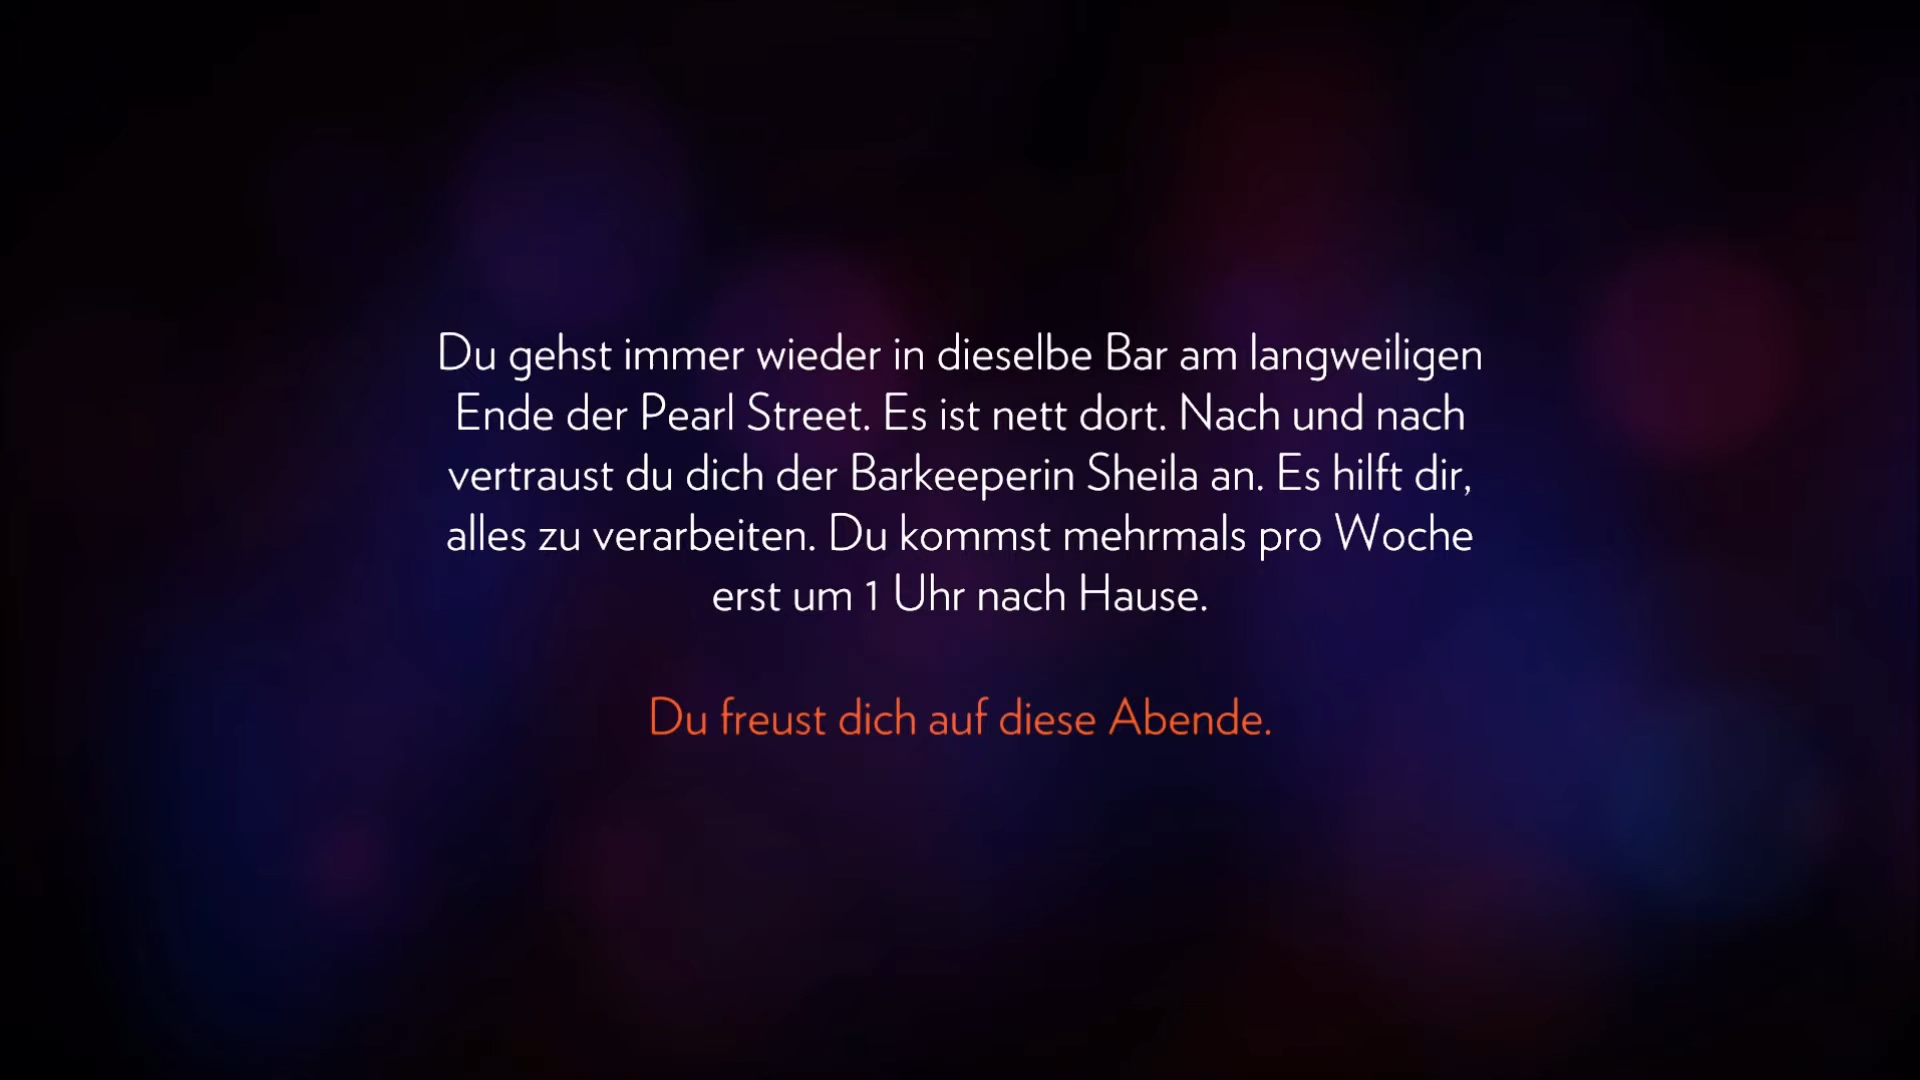 Du gehst immer wieder in dieselbe Bar am langweiligen
Ende der Pearl Street. Es ist nett dort. Nach und nach
vertraust du dich der Barkeeperin Sheila an. Es hilft dir,
alles zu verarbeiten. Du kommst mehrmals pro Woche
erst um 1 Uhr nach Hause.
Du freust dich auf diese Abende.